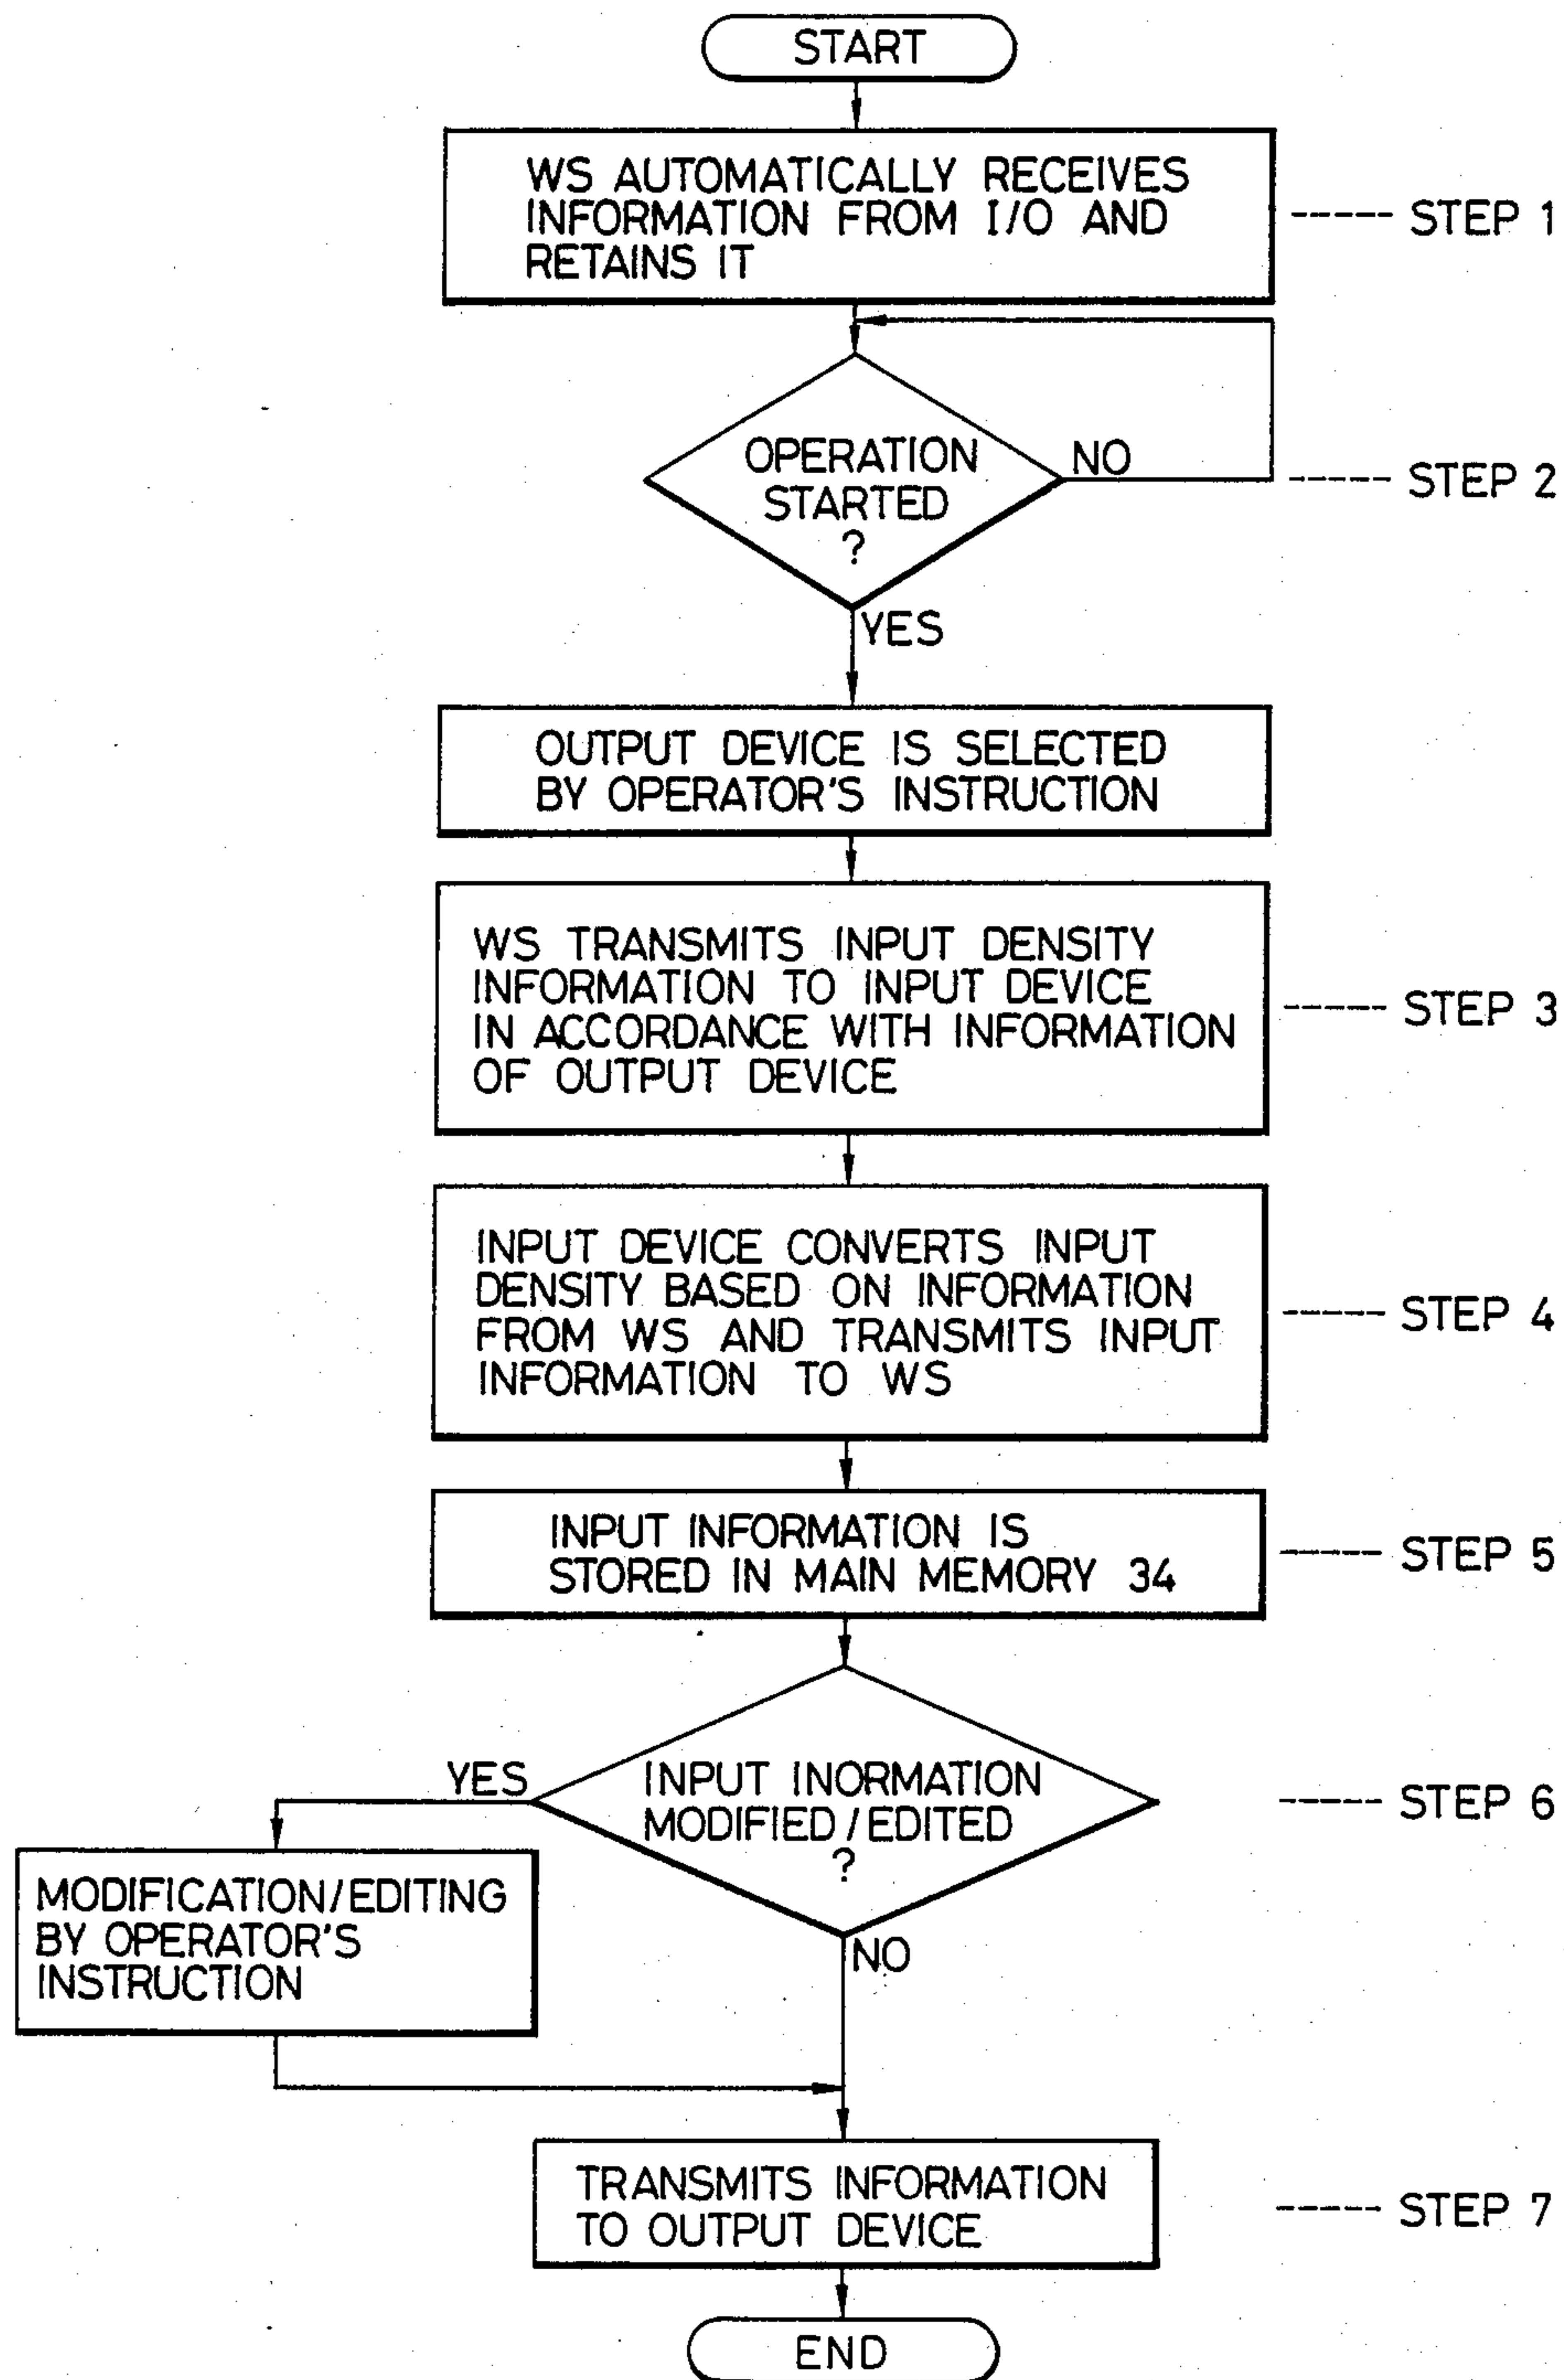 START
WS AUTOMATICALLY RECEIVES
INFORMATION FROM I/O AND
RETAINS IT
STEP 1
OPERATION
STARTED
?
NO
STEP 2
YES
OUTPUT DEVICE IS SELECTED
BY OPERATOR'S INSTRUCTION
WS TRANSMITS INPUT DENSITY
INFORMATION TO INPUT DEVICE
IN ACCORDANCE WITH INFORMATION
OF OUTPUT DEVICE
STEP 3
INPUT DEVICE CONVERTS INPUT
DENSITY BASED ON INFORMATION
FROM WS AND TRANSMITS INPUT
INFORMATION TO WS
STEP 4
INPUT INFORMATION IS
STORED IN MAIN MEMORY 34
STEP 5
YES
INPUT INORMATION
MODIFIED/EDITED
?
STEP 6
MODIFICATION/EDITING
BY OPERATOR'S
INSTRUCTION
NO
TRANSMITS INFORMATION
TO OUTPUT DEVICE
STEP 7
END